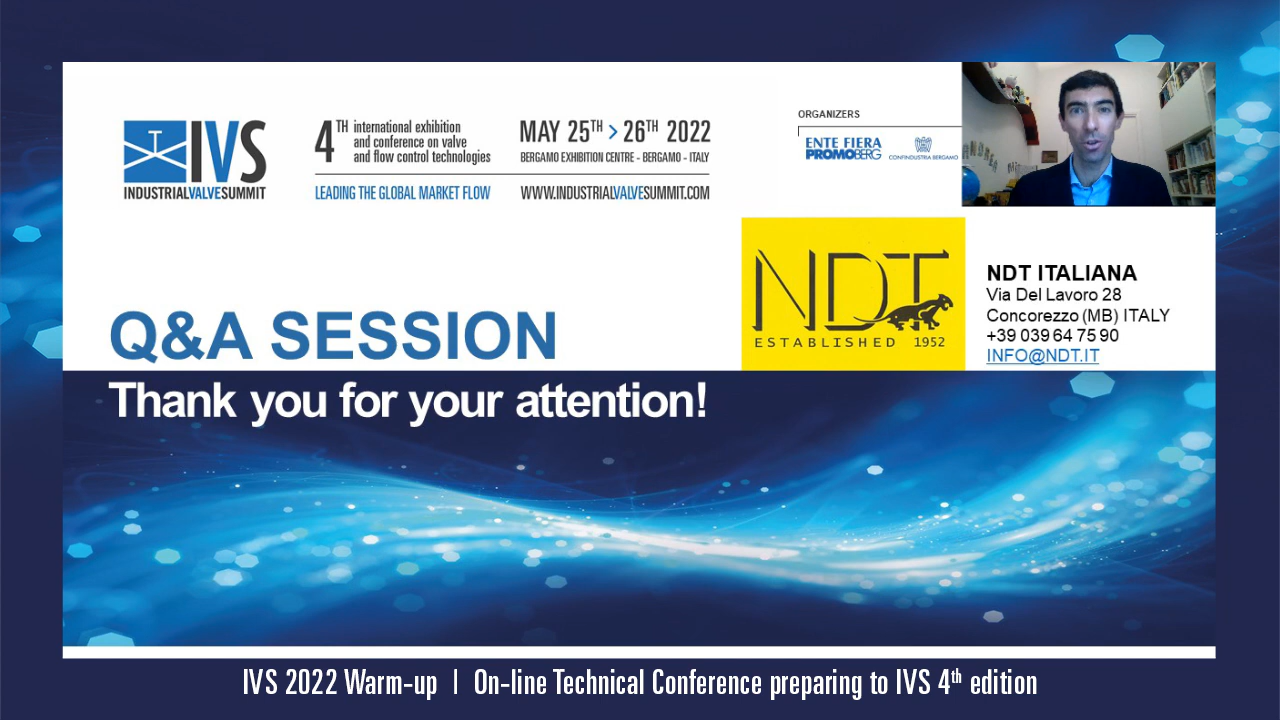 IVS
INDUSTRIALVALVESUMMIT
4TH international exhibition
and conference on valve
and flow control technologies
LEADING THE GLOBAL MARKET FLOW
MAY 25TH > 26TH 2022
BERGAMO EXHIBITION CENTRE - BERGAMO - ITALY
WWW.INDUSTRIALVALVESUMMIT.COM
ORGANIZERS
ENTE FIERA
PROMOBERG
CONFINDUSTRIA BERGAMO
NDT
ESTABLISHED 1952
NDT ITALIANA
Via Del Lavoro 28
Concorezzo (MB) ITALY
+39 039 64 75 90
INFO@NDT.IT
Q&A SESSION
Thank you for your attention!
IVS 2022 Warm-up | On-line Technical Conference preparing to IVS 4th edition